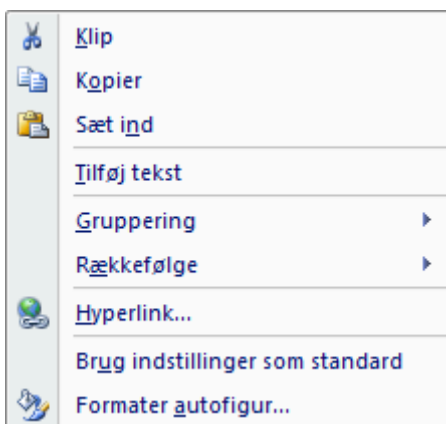 Klip
Kopier
Sæt ind
Tilføj tekst
Gruppering
Rækkefølge
Hyperlink...
Brug indstillinger som standard
Formater autofigur...